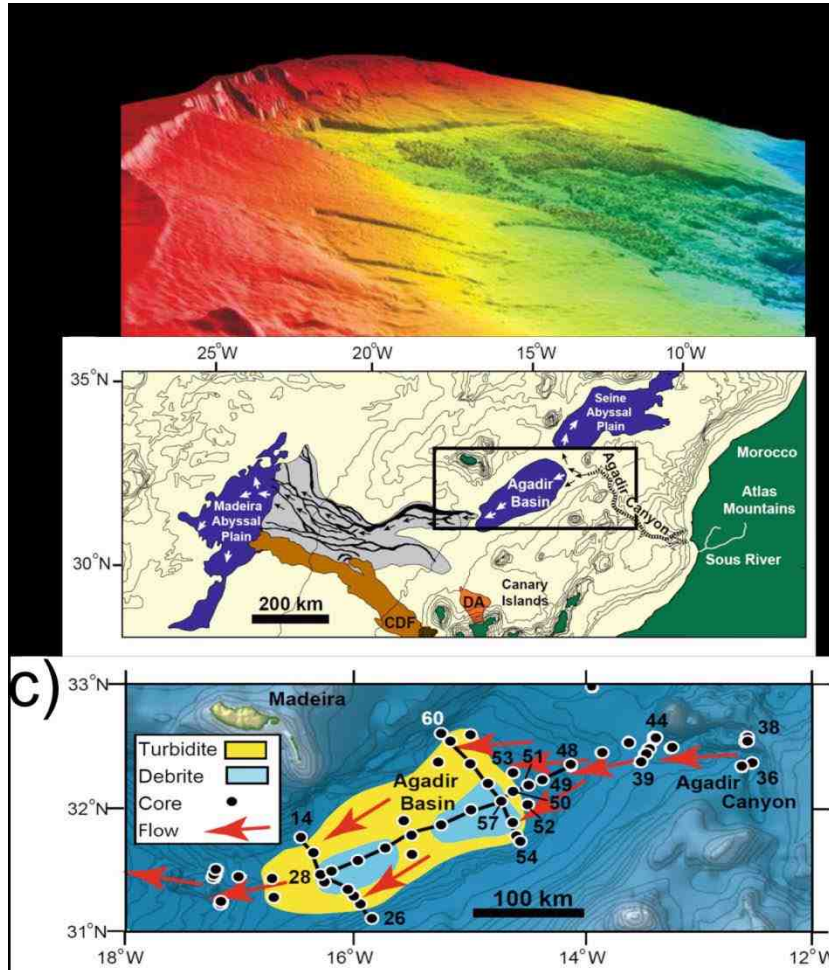 25°W 20°W 15°W 10°W
35°N
30°N
Seine
Abyssal
Plain
Morocco
Agadir Canyon
Agadir
Basin
Atlas
Mountains
Madeira
Abyssal
Plain
Sous River
Canary
Islands
DA
200 km
CDF
c)
33°N
32°N
31°N
Madeira
Turbidite
Debrite
Core
Flow
60
44
38
53
51
48
Agadir
Basin
39
Agadir
Canyon
36
49
50
14
57
52
54
28
26
100 km
18°W 16°W 14°W 12°W